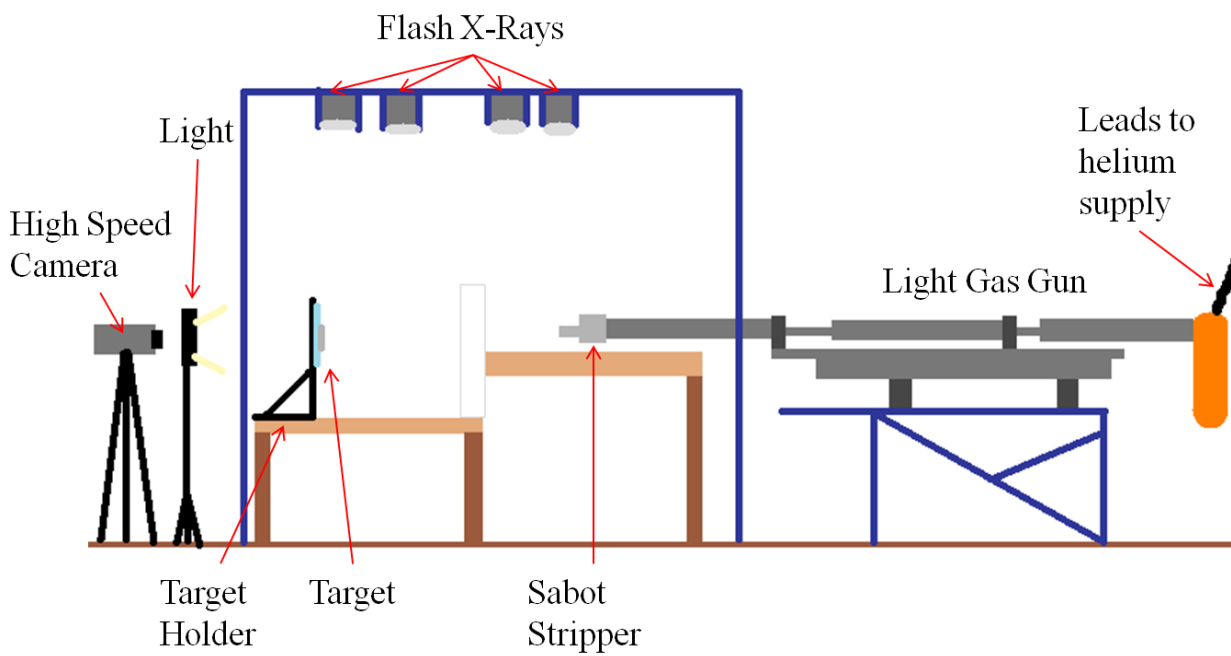 Flash X-Rays
Light
High Speed
Camera
Leads to
helium
supply
Light Gas Gun
Target
Holder
Target
Sabot
Stripper